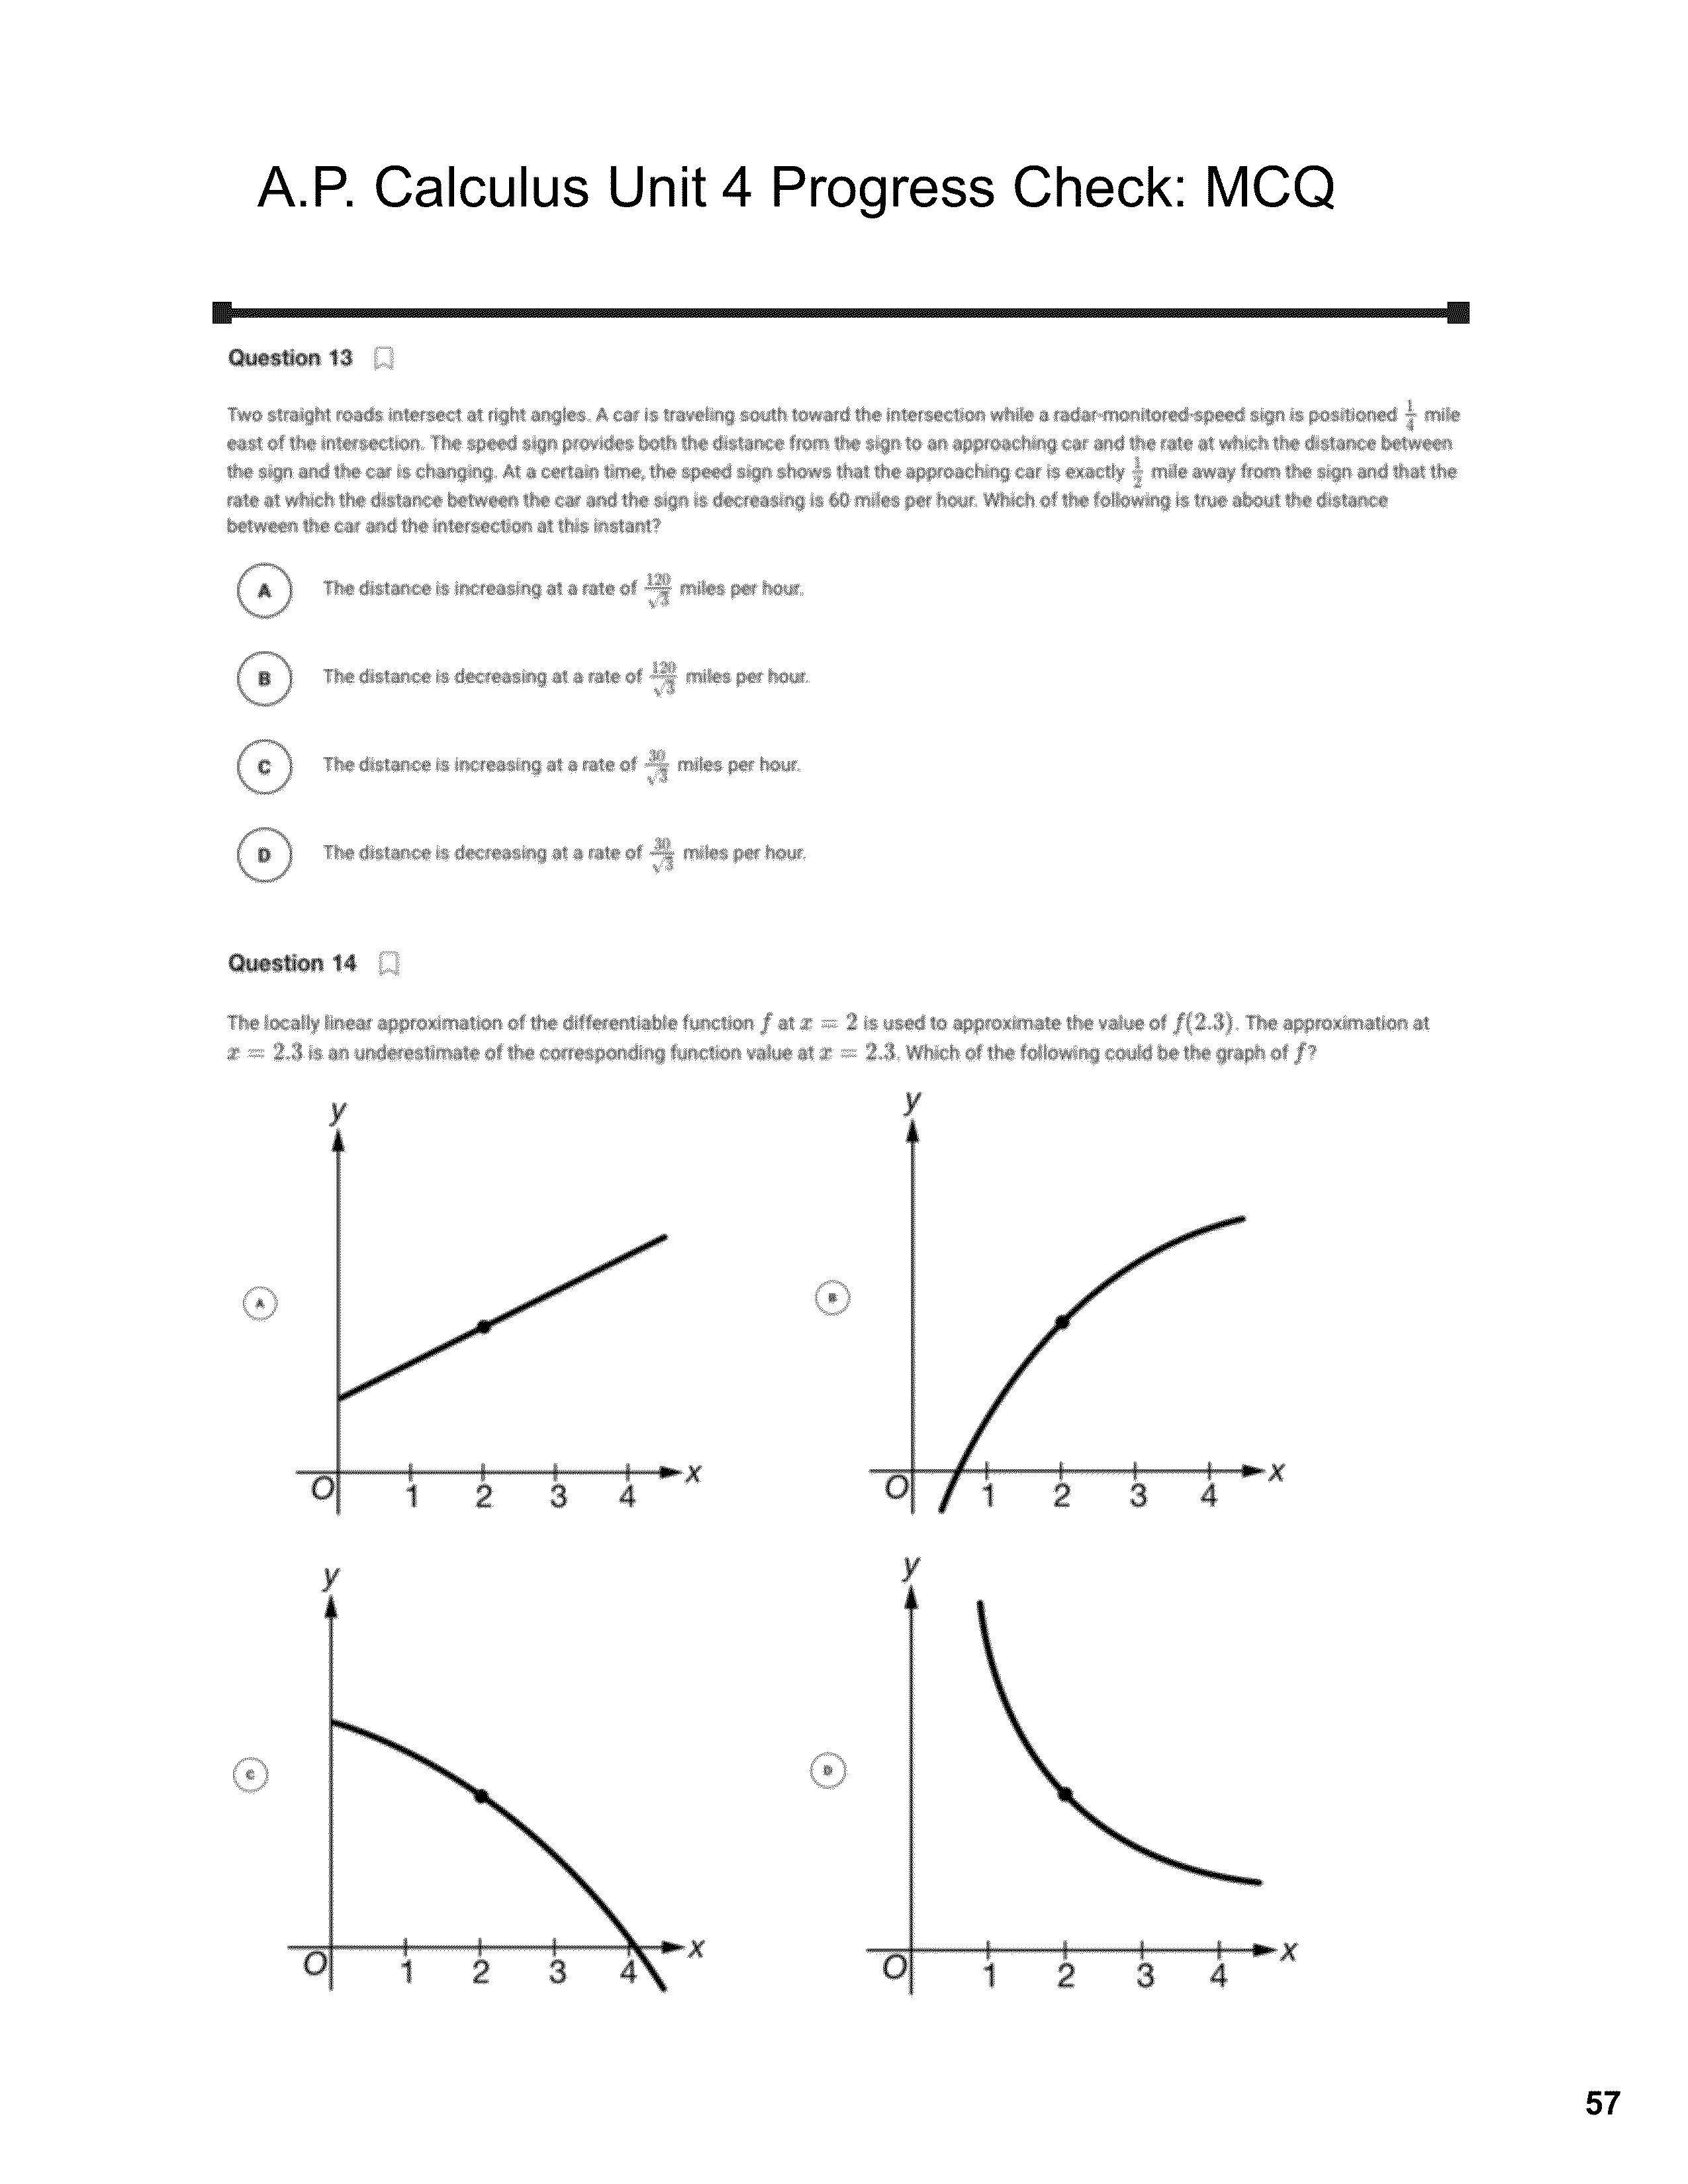 A.P. Calculus Unit 4 Progress Check: MCQ
Question 13
Two straight roads intersect at right angles. A car is traveling south toward the intersection while a radar-monitored-speed sign is positioned 1/4 mile
east of the intersection. The speed sign provides both the distance from the sign to an approaching car and the rate at which the distance between
the sign and the car is changing. At a certain time, the speed sign shows that the approaching car is exactly 1/2 mile away from the sign and that the
rate at which the distance between the car and the sign is decreasing is 60 miles per hour. Which of the following is true about the distance
between the car and the intersection at this instant?
A The distance is increasing at a rate of 120/√3 miles per hour.
B The distance is decreasing at a rate of 120/√3 miles per hour.
C The distance is increasing at a rate of 30/√3 miles per hour.
D The distance is decreasing at a rate of 30/√3 miles per hour.
Question 14
The locally linear approximation of the differentiable function f at x = 2 is used to approximate the value of f(2.3). The approximation at
x = 2.3 is an underestimate of the corresponding function value at x = 2.3. Which of the following could be the graph of f?
A
y
O 1 2 3 4 x
B
y
O 1 2 3 4 x
C
y
O 1 2 3 4 x
D
y
O 1 2 3 4 x
57